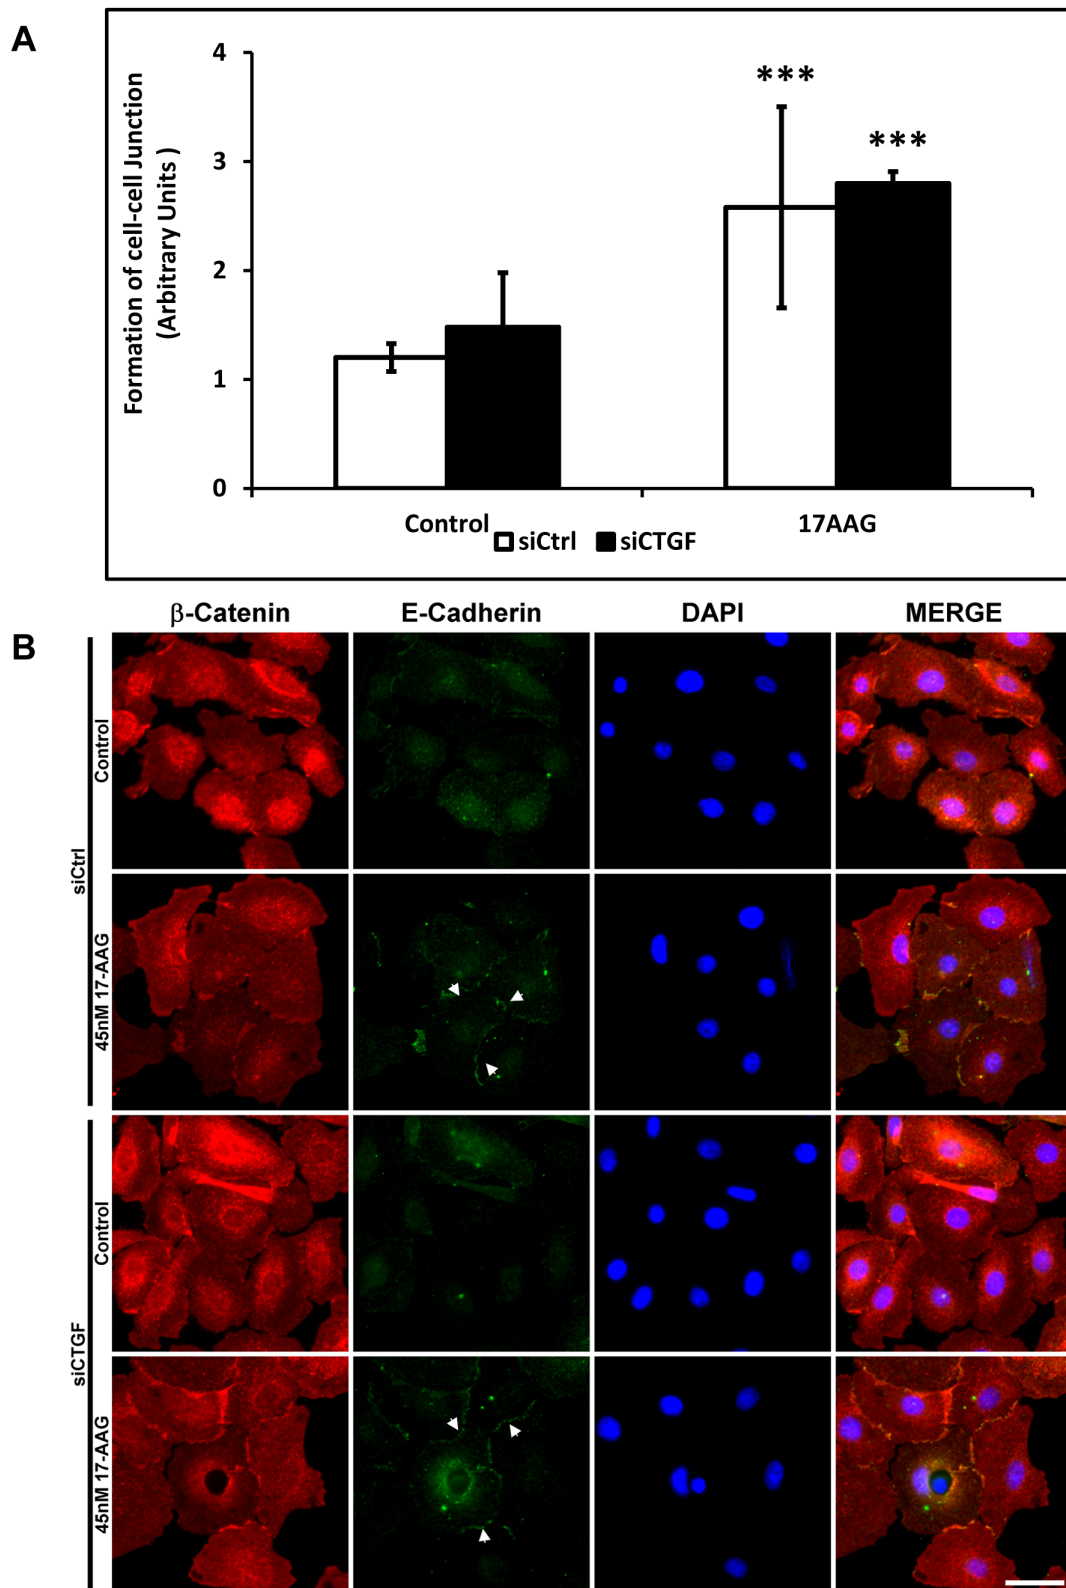 A
Formation of cell-cell Junction
(Arbitrary Units )
4
3
2
1
0
***
***
Control
17AAG
siCtrl
siCTGF
B
β-Catenin
E-Cadherin
DAPI
MERGE
siCtrl
Control
45nM 17-AAG
siCTGF
Control
45nM 17-AAG